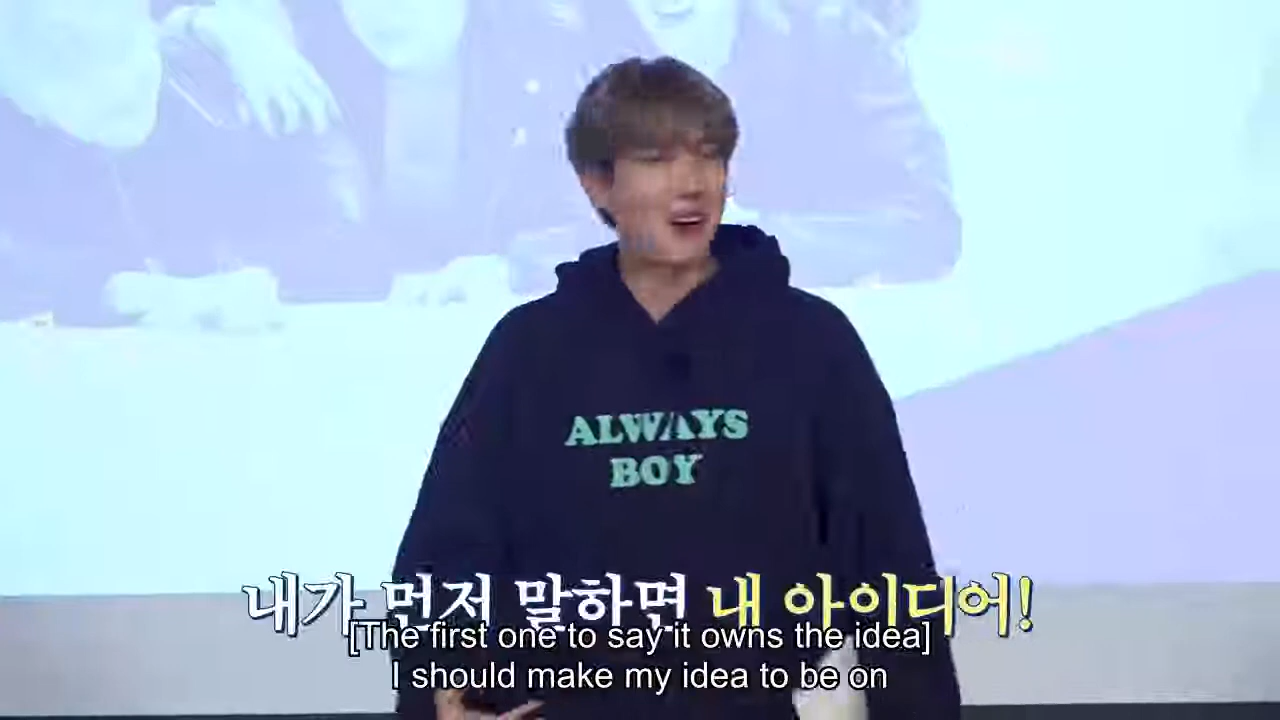 ALWAYS
BOY
내가 먼저 말하면 내 아이디어!
[The first one to say it owns the idea]
I should make my idea to be on